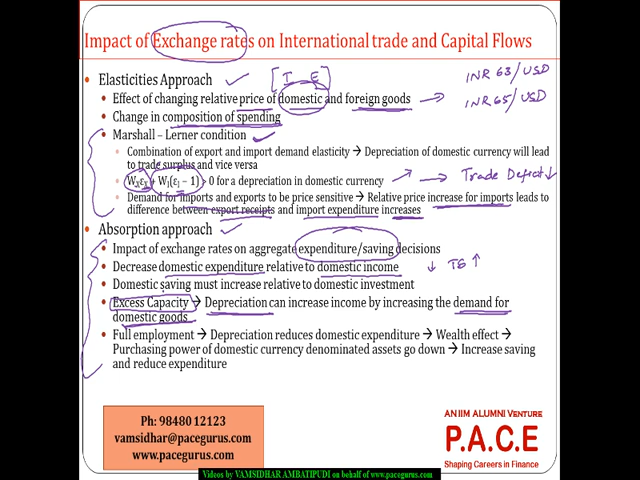 Impact of Exchange rates on International trade and Capital Flows
Elasticities Approach
[ I E ]
INR 63/USD
Effect of changing relative price of domestic and foreign goods
INR 65/USD
Change in composition of spending
Marshall – Lerner condition
Combination of export and import demand elasticity → Depreciation of domestic currency will lead
to trade surplus and vice versa
> 0 for a depreciation in domestic currency
Trade Deficit ↓
Demand for imports and exports to be price sensitive → Relative price increase for imports leads to
difference between export receipts and import expenditure increases
Absorption approach
Impact of exchange rates on aggregate expenditure/saving decisions
Decrease domestic expenditure relative to domestic income
↓ TS ↑
Domestic saving must increase relative to domestic investment
Excess Capacity → Depreciation can increase income by increasing the demand for
domestic goods
Full employment → Depreciation reduces domestic expenditure → Wealth effect →
Purchasing power of domestic currency denominated assets go down → Increase saving
and reduce expenditure
Ph: 98480 12123
vamsidhar@pacegurus.com
www.pacegurus.com
AN IIM ALUMNI VENTURE
P.A.C.E
Shaping Careers in Finance
Videos by VAMSIDHAR AMBATIPUDI on behalf of www.pacegurus.com